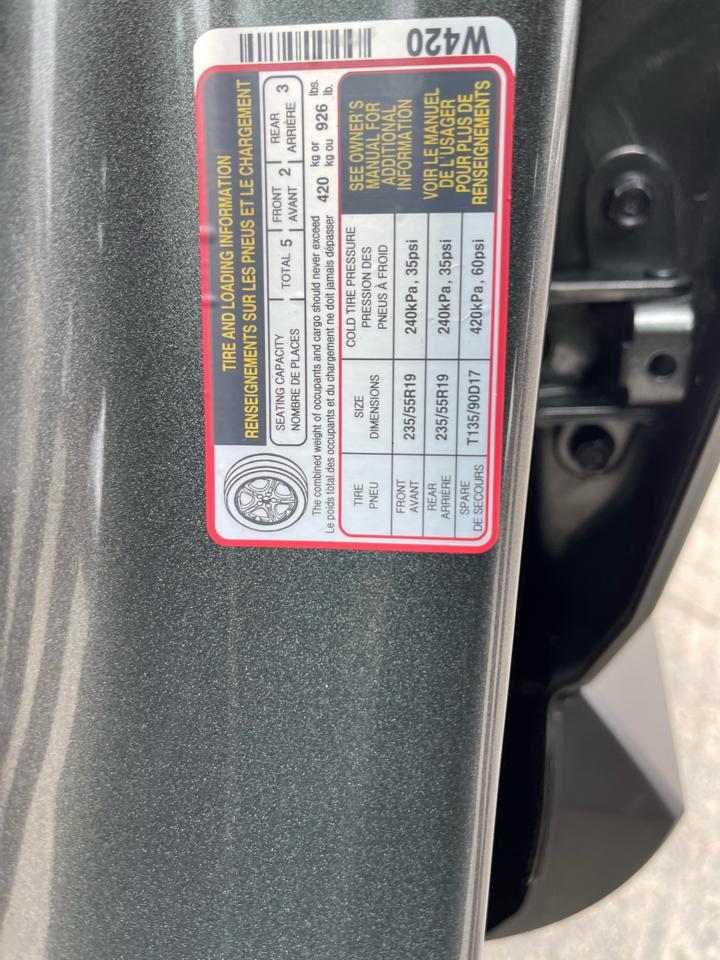 TIRE AND LOADING INFORMATION
RENSEIGNEMENTS SUR LES PNEUS ET LE CHARGEMENT
SEATING CAPACITY
NOMBRE DE PLACES
TOTAL 5
FRONT
AVANT 2
REAR
ARRIÈRE 3
The combined weight of occupants and cargo should never exceed
Le poids total des occupants et du chargement ne doit jamais dépasser
420 kg or 926 lbs.
kg ou lb.
TIRE
PNEU
SIZE
DIMENSIONS
COLD TIRE PRESSURE
PRESSION DES
PNEUS À FROID
FRONT
AVANT
235/55R19
240kPa, 35psi
REAR
ARRIÈRE
235/55R19
240kPa, 35psi
SPARE
DE SECOURS
T135/90D17
420kPa, 60psi
SEE OWNER'S
MANUAL FOR
ADDITIONAL
INFORMATION
VOIR LE MANUEL
DE L'USAGER
POUR PLUS DE
RENSEIGNEMENTS
W420